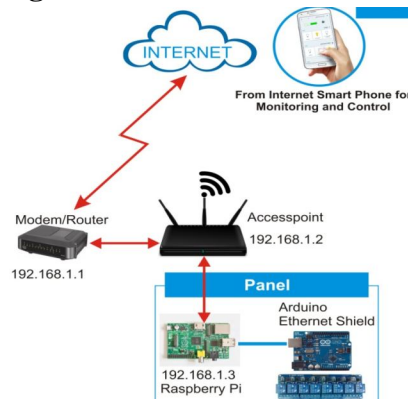 INTERNET
From Internet Smart Phone for
Monitoring and Control
Modem/Router
192.168.1.1
Accesspoint
192.168.1.2
Panel
Arduino
Ethernet Shield
192.168.1.3
Raspberry Pi